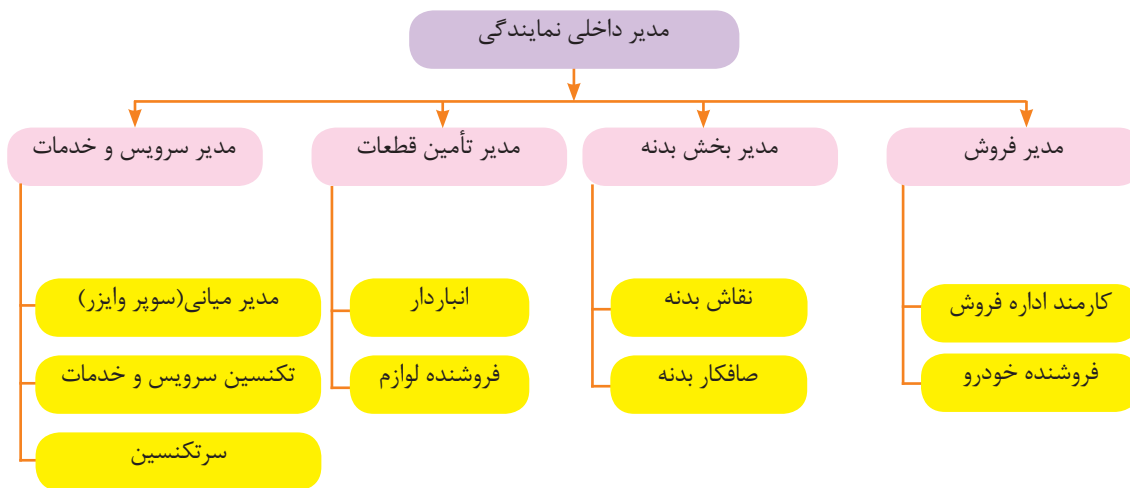 مدیر داخلی نمایندگی
مدیر فروش
مدیر بخش بدنه
مدیر تأمین قطعات
مدیر سرویس و خدمات
کارمند اداره فروش
فروشنده خودرو
نقاش بدنه
صافکار بدنه
انباردار
فروشنده لوازم
مدیر میانی(سوپر وایزر)
تکنسین سرویس و خدمات
سرتکنسین